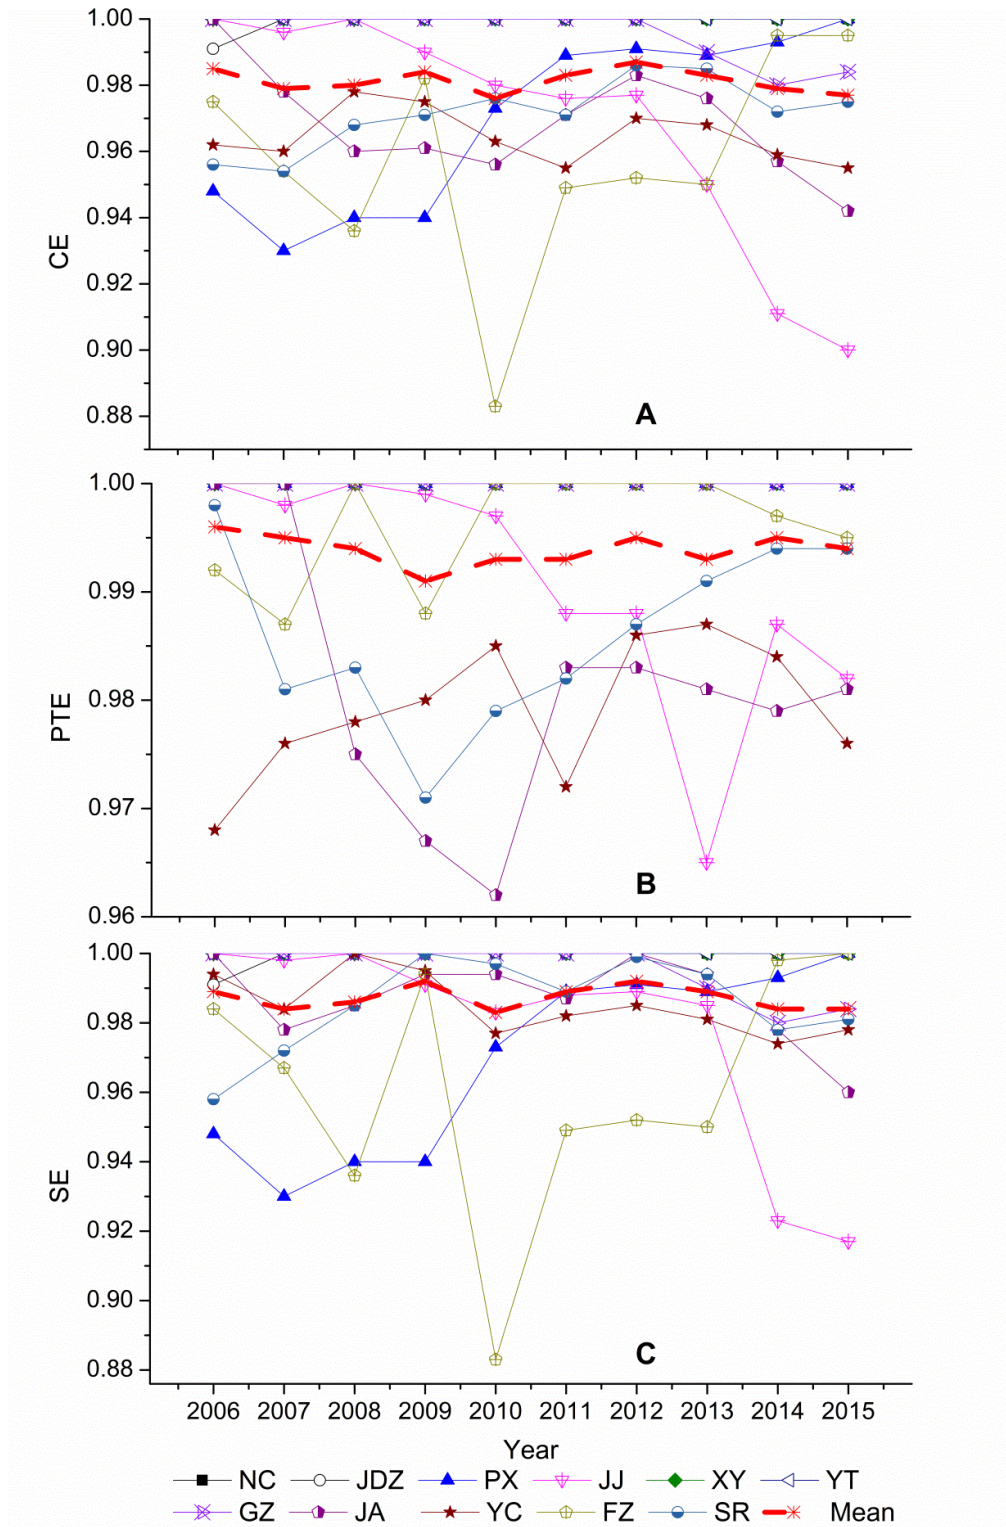 1.00
0.98
0.96
0.94
0.92
0.90
0.88
CE
A
1.00
0.99
0.98
0.97
0.96
PTE
B
1.00
0.98
0.96
0.94
0.92
0.90
0.88
SE
C
2006 2007 2008 2009 2010 2011 2012 2013 2014 2015
Year
NC JDZ PX JJ XY YT
GZ JA YC FZ SR Mean